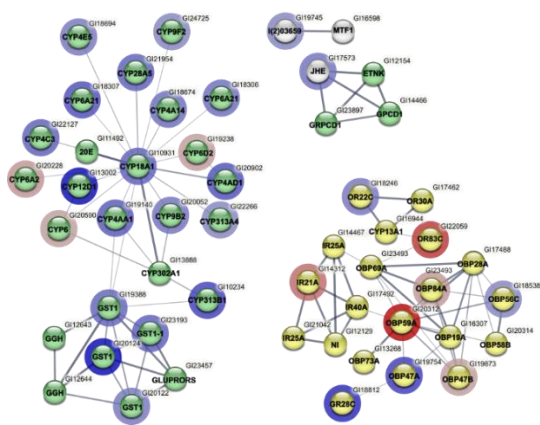 GI18694
CYP4E5
GI24725
CYP9F2
GI21954
CYP28A5
GI18307
CYP6A21
GI18674
CYP4A14
GI18306
CYP6A21
GI22127
CYP4C3
GI11492
20E
GI10931
CYP18A1
GI19238
CYP6D2
GI20228
CYP6A2
GI13002
CYP12D1
GI20902
CYP4AD1
GI20590
CYP6
GI19140
CYP4AA1
GI20052
CYP9B2
GI22266
CYP313A4
GI13888
CYP302A1
GI10234
CYP313B1
GI19388
GST1
GI12643
GGH
GI23193
GST1-1
GI20124
GST1
GI12644
GGH
GI23457
GLUPRORS
GI20122
GST1
GI19745
l(2)03659
GI16598
MTF1
GI17573
JHE
GI12154
ETNK
GI23897
GRPCD1
GI14466
GPCD1
GI18246
OR22C
GI17462
OR30A
GI16944
CYP13A1
GI22059
OR83C
GI14467
IR25A
GI23493
OBP69A
GI17488
OBP28A
GI14312
IR21A
GI23493
OBP84A
GI18538
OBP56C
GI17492
IR40A
GI20312
OBP59A
GI16307
OBP19A
GI20314
OBP58B
GI21042
IR25A
GI12129
NI
GI13268
OBP73A
GI19754
OBP47A
GI19873
OBP47B
GI18812
GR28C